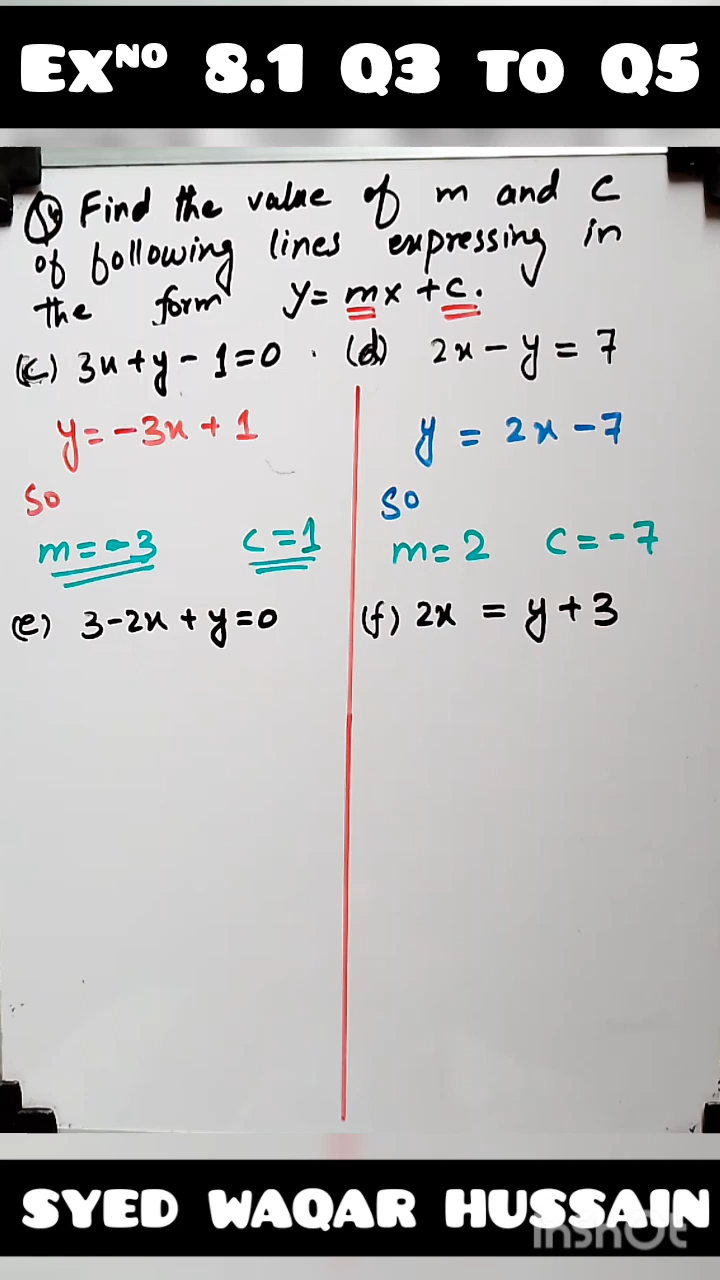 EXNO 8.1 Q3 TO Q5
Q4 Find the value of m and c
of following lines expressing in
the form y = mx + c.
(c) 3x + y - 1 = 0 . (d) 2x - y = 7
y = -3x + 1
y = 2x - 7
So
So
m = -3 c = 1
m = 2 c = -7
(e) 3 - 2x + y = 0 (f) 2x = y + 3
SYED WAQAR HUSSAIN
InShOt